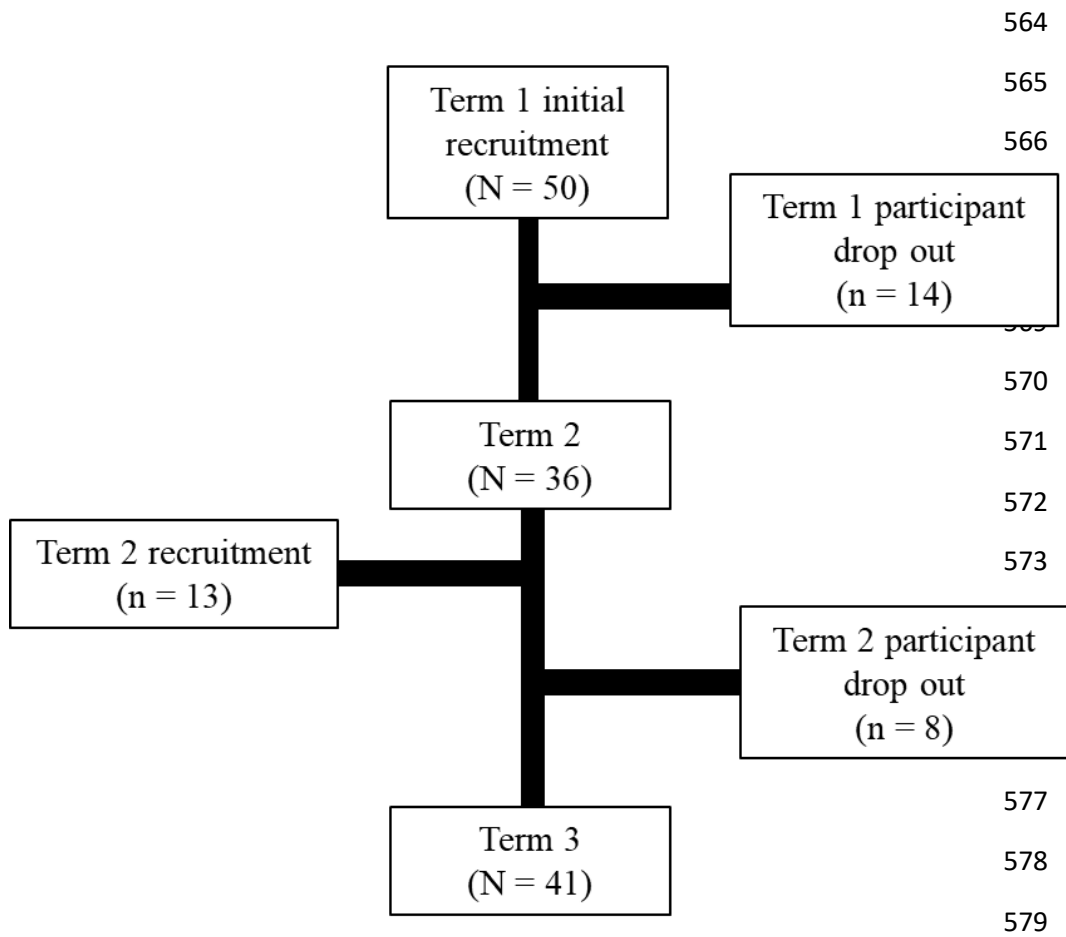 564
565
Term 1 initial
recruitment
(N = 50)
566
Term 1 participant
drop out
(n = 14)
570
Term 2
(N = 36)
571
572
Term 2 recruitment
(n = 13)
573
Term 2 participant
drop out
(n = 8)
577
Term 3
(N = 41)
578
579